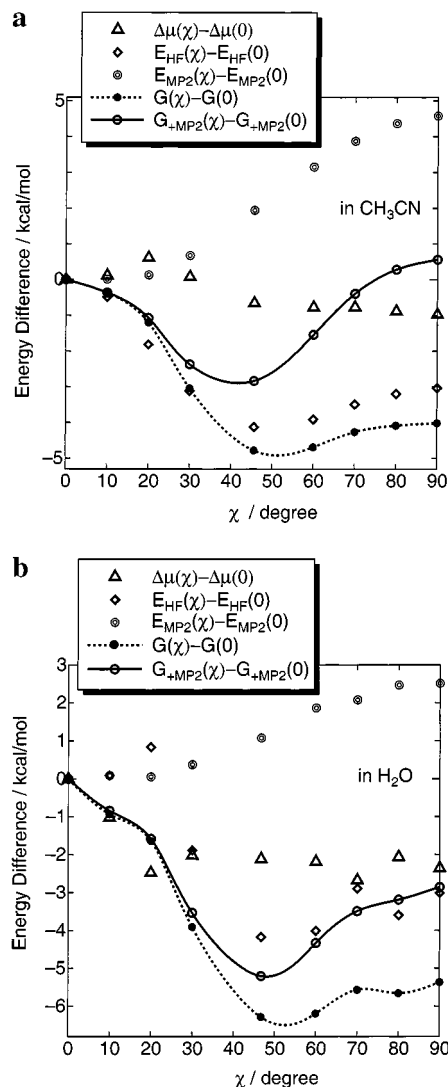 a
Δμ(χ)−Δμ(0)
E_HF(χ)−E_HF(0)
E_MP2(χ)−E_MP2(0)
G(χ)−G(0)
G_+MP2(χ)−G_+MP2(0)
5
0
−5
Energy Difference / kcal/mol
in CH₃CN
0 10 20 30 40 50 60 70 80 90
χ / degree
b
Δμ(χ)−Δμ(0)
E_HF(χ)−E_HF(0)
E_MP2(χ)−E_MP2(0)
G(χ)−G(0)
G_+MP2(χ)−G_+MP2(0)
3
2
1
0
−1
−2
−3
−4
−5
−6
Energy Difference / kcal/mol
in H₂O
0 10 20 30 40 50 60 70 80 90
χ / degree